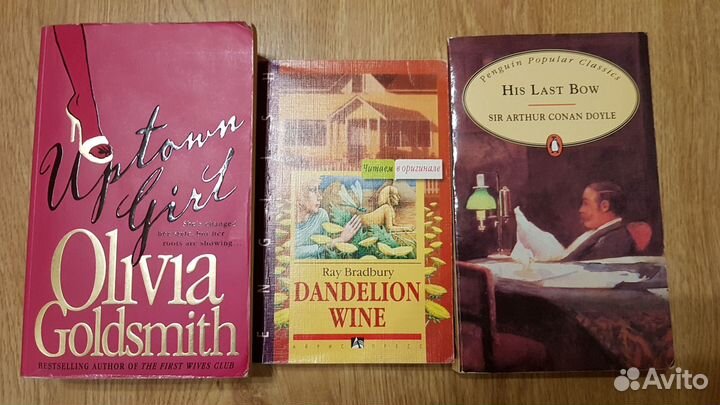 Uptown
Girl
She's changed
her style, but her
roots are showing...
Olivia
Goldsmith
BESTSELLING AUTHOR OF THE FIRST WIVES CLUB
ENGLISH
Читаем в оригинале
Ray Bradbury
DANDELION
WINE
Penguin Popular Classics
HIS LAST BOW
SIR ARTHUR CONAN DOYLE
Avito